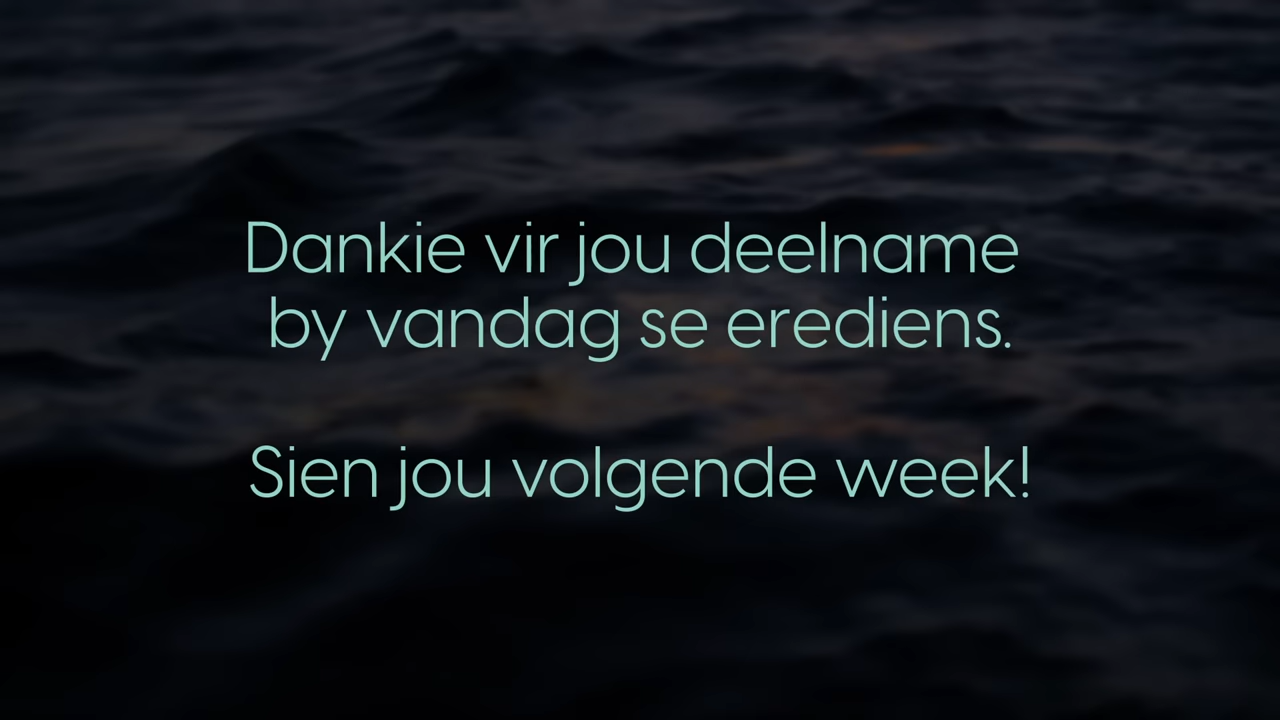 Dankie vir jou deelname
by vandag se erediens.
Sien jou volgende week!